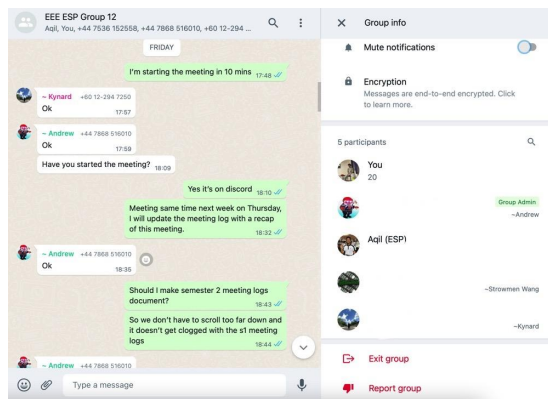 EEE ESP Group 12
Aqil, You, +44 7536 152558, +44 7868 516010, +60 12-294 ...
FRIDAY
I'm starting the meeting in 10 mins 17:48
~ Kynard +60 12-294 7250
Ok
17:57
~ Andrew +44 7868 516010
Ok
17:59
Have you started the meeting? 18:09
Yes it's on discord 18:10
Meeting same time next week on Thursday,
I will update the meeting log with a recap
of this meeting. 18:32
~ Andrew +44 7868 516010
Ok
18:35
Should I make semester 2 meeting logs
document? 18:43
So we don't have to scroll too far down and
it doesn't get clogged with the s1 meeting
logs 18:44
~ Andrew +44 7868 516010
Type a message
Group info
Mute notifications
Encryption
Messages are end-to-end encrypted. Click
to learn more.
5 participants
You
20
Group Admin
~Andrew
Aqil (ESP)
~Strowmen Wang
~Kynard
Exit group
Report group